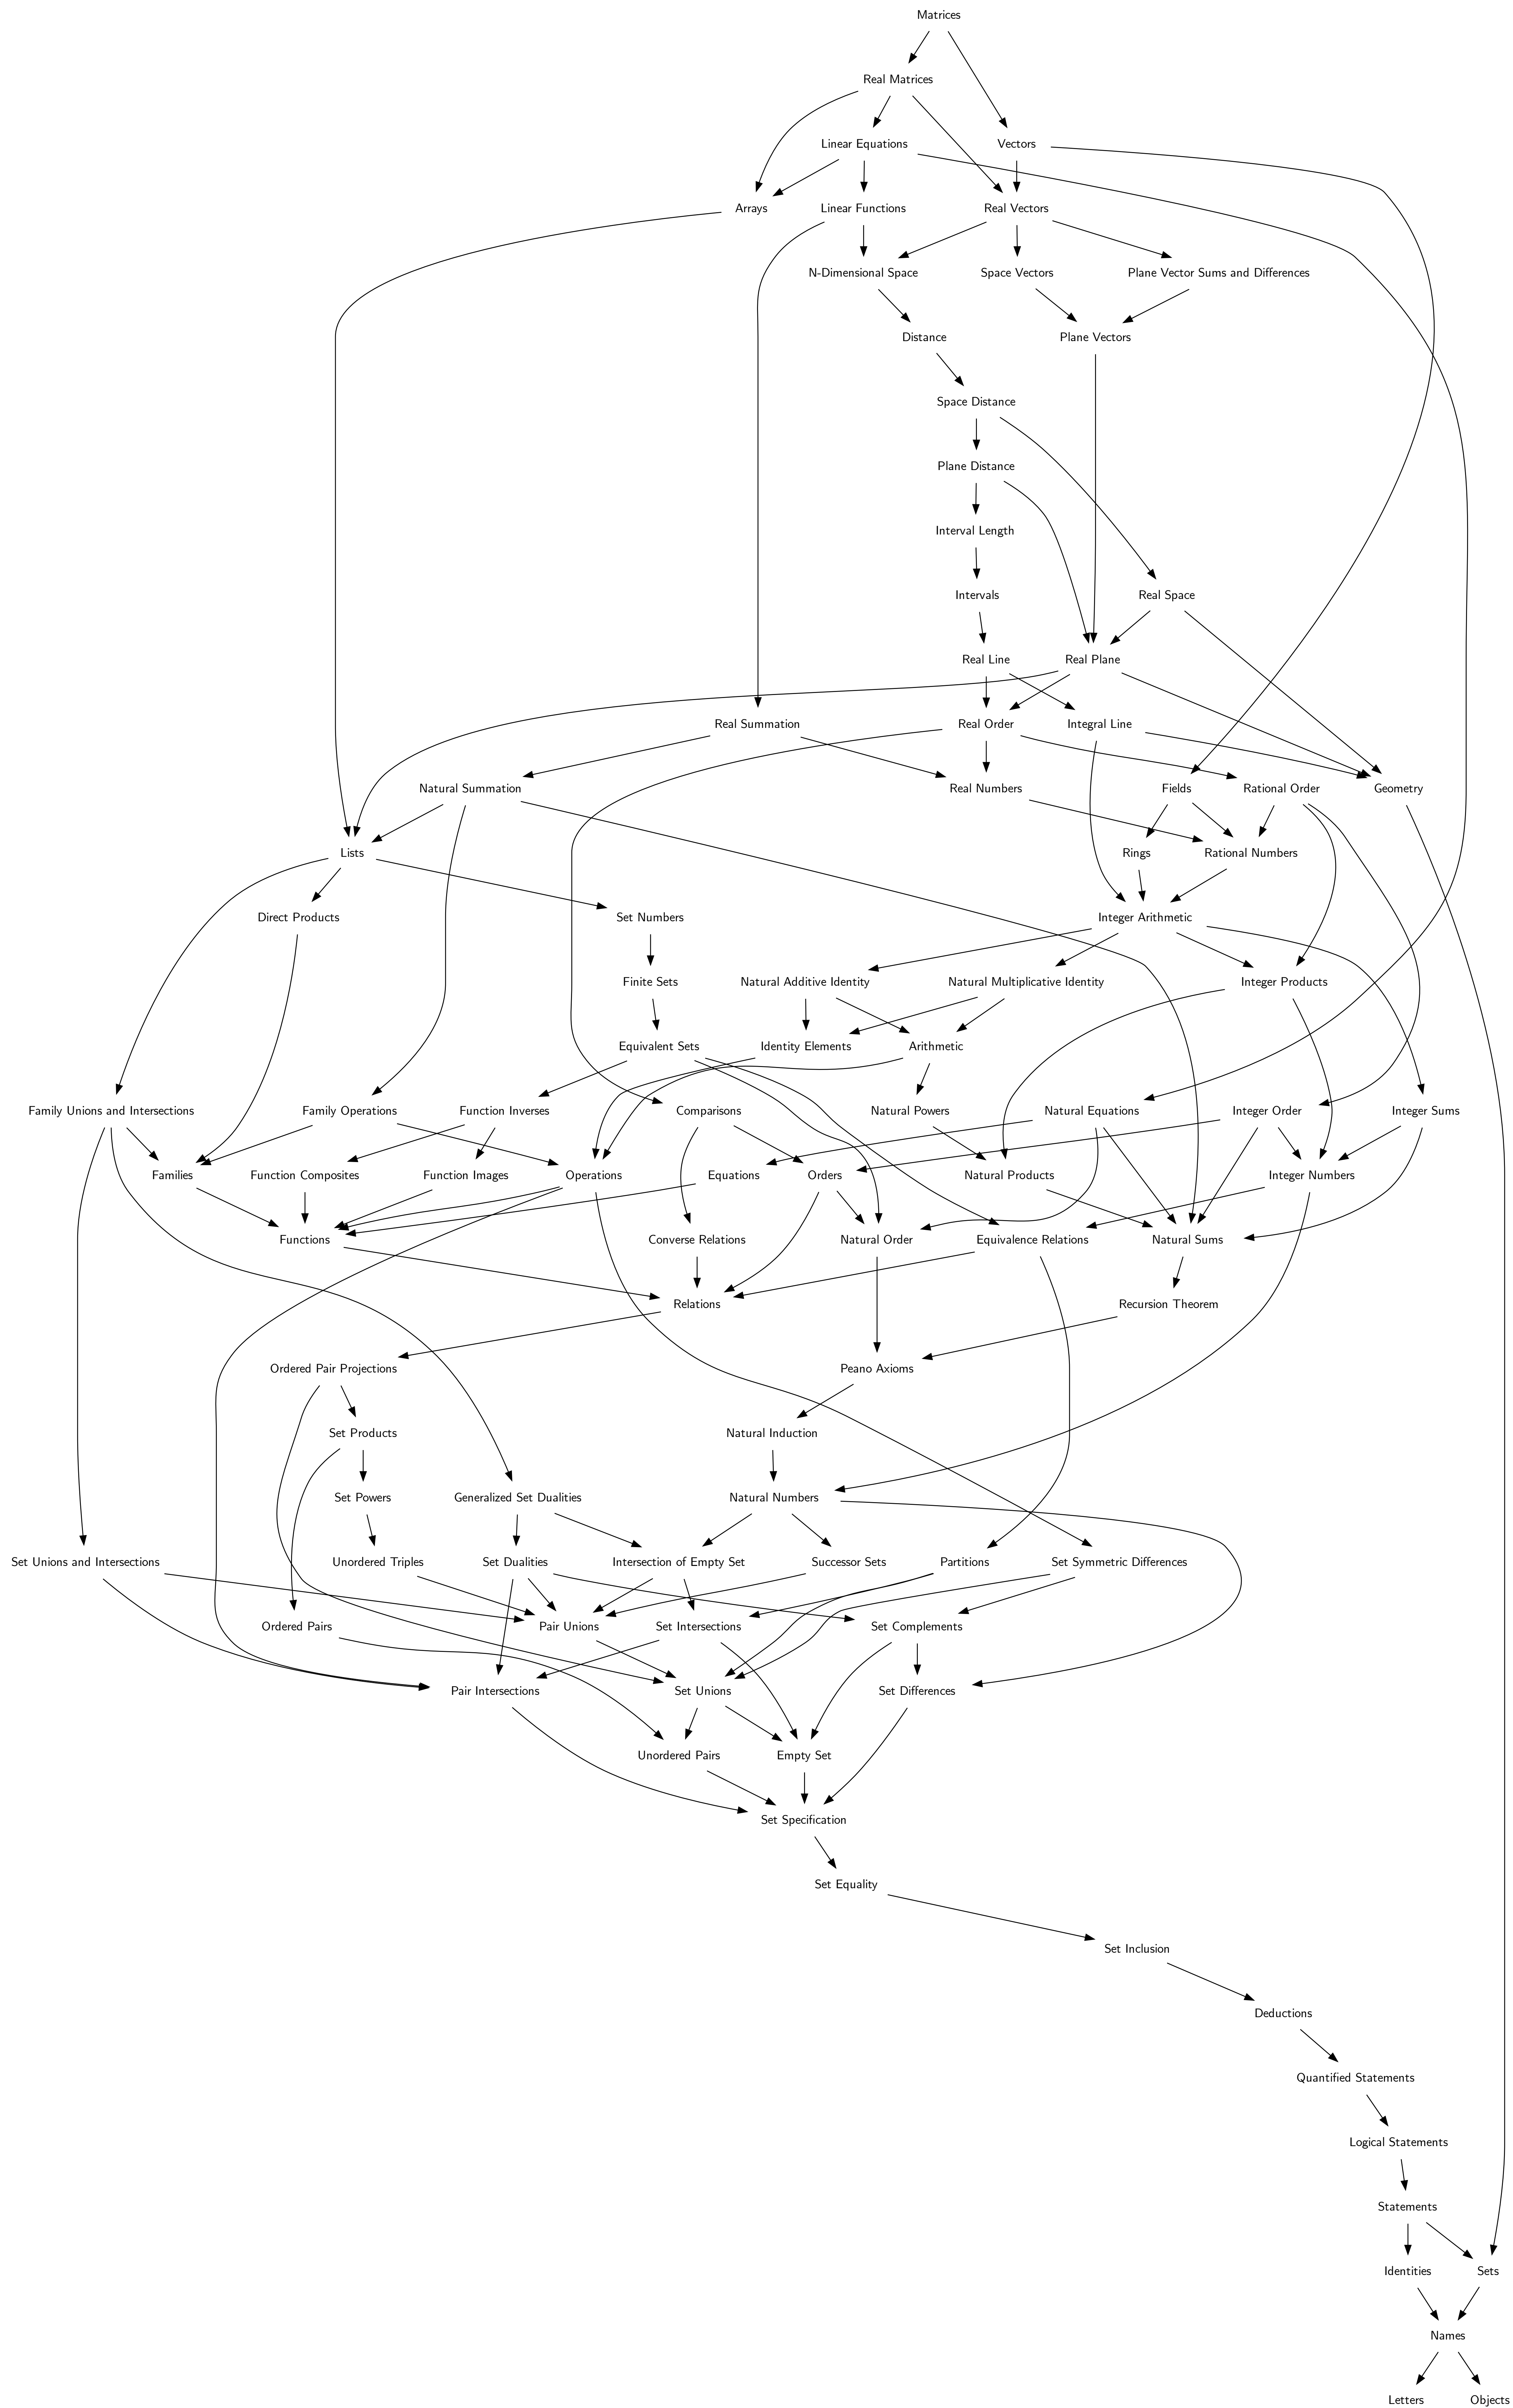 Matrices
Real Matrices
Linear Equations
Vectors
Arrays
Linear Functions
Real Vectors
N-Dimensional Space
Space Vectors
Plane Vector Sums and Differences
Distance
Plane Vectors
Space Distance
Plane Distance
Interval Length
Intervals
Real Space
Real Line
Real Plane
Real Summation
Real Order
Integral Line
Natural Summation
Real Numbers
Fields
Rational Order
Geometry
Lists
Rings
Rational Numbers
Direct Products
Set Numbers
Integer Arithmetic
Finite Sets
Natural Additive Identity
Natural Multiplicative Identity
Integer Products
Equivalent Sets
Identity Elements
Arithmetic
Family Unions and Intersections
Family Operations
Function Inverses
Comparisons
Natural Powers
Natural Equations
Integer Order
Integer Sums
Families
Function Composites
Function Images
Operations
Equations
Orders
Natural Products
Integer Numbers
Functions
Converse Relations
Natural Order
Equivalence Relations
Natural Sums
Relations
Recursion Theorem
Ordered Pair Projections
Peano Axioms
Set Products
Natural Induction
Set Powers
Generalized Set Dualities
Natural Numbers
Set Unions and Intersections
Unordered Triples
Set Dualities
Intersection of Empty Set
Successor Sets
Partitions
Set Symmetric Differences
Ordered Pairs
Pair Unions
Set Intersections
Set Complements
Pair Intersections
Set Unions
Set Differences
Unordered Pairs
Empty Set
Set Specification
Set Equality
Set Inclusion
Deductions
Quantified Statements
Logical Statements
Statements
Identities
Sets
Names
Letters
Objects